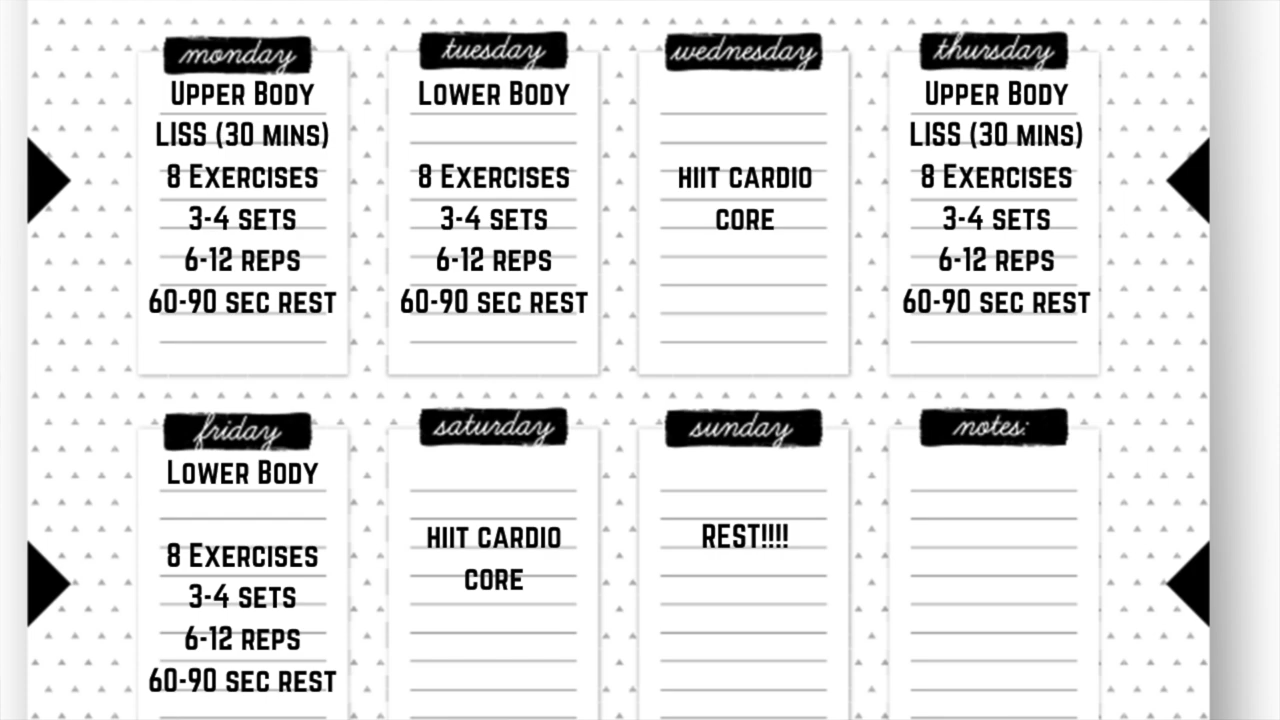 monday
UPPER BODY
LISS (30 MINS)
8 EXERCISES
3-4 SETS
6-12 REPS
60-90 SEC REST
tuesday
LOWER BODY
8 EXERCISES
3-4 SETS
6-12 REPS
60-90 SEC REST
wednesday
HIIT CARDIO
CORE
thursday
UPPER BODY
LISS (30 MINS)
8 EXERCISES
3-4 SETS
6-12 REPS
60-90 SEC REST
friday
LOWER BODY
8 EXERCISES
3-4 SETS
6-12 REPS
60-90 SEC REST
saturday
HIIT CARDIO
CORE
sunday
REST!!!!
notes: